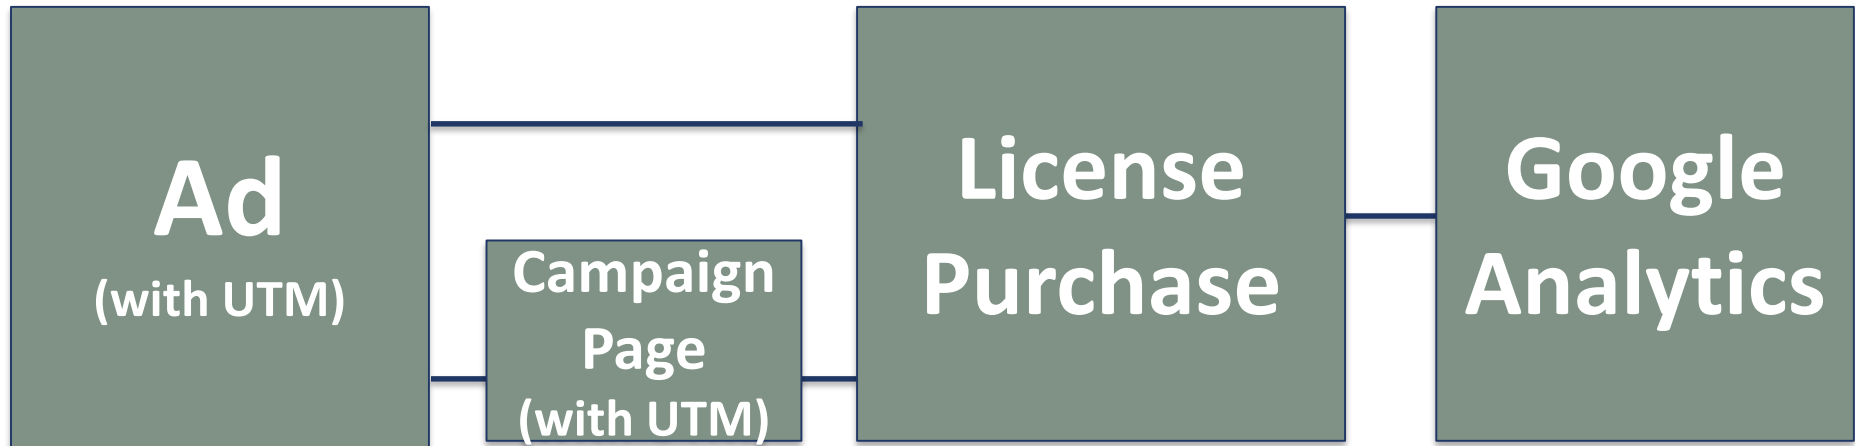 Ad
(with UTM)
Campaign
Page
(with UTM)
License
Purchase
Google
Analytics